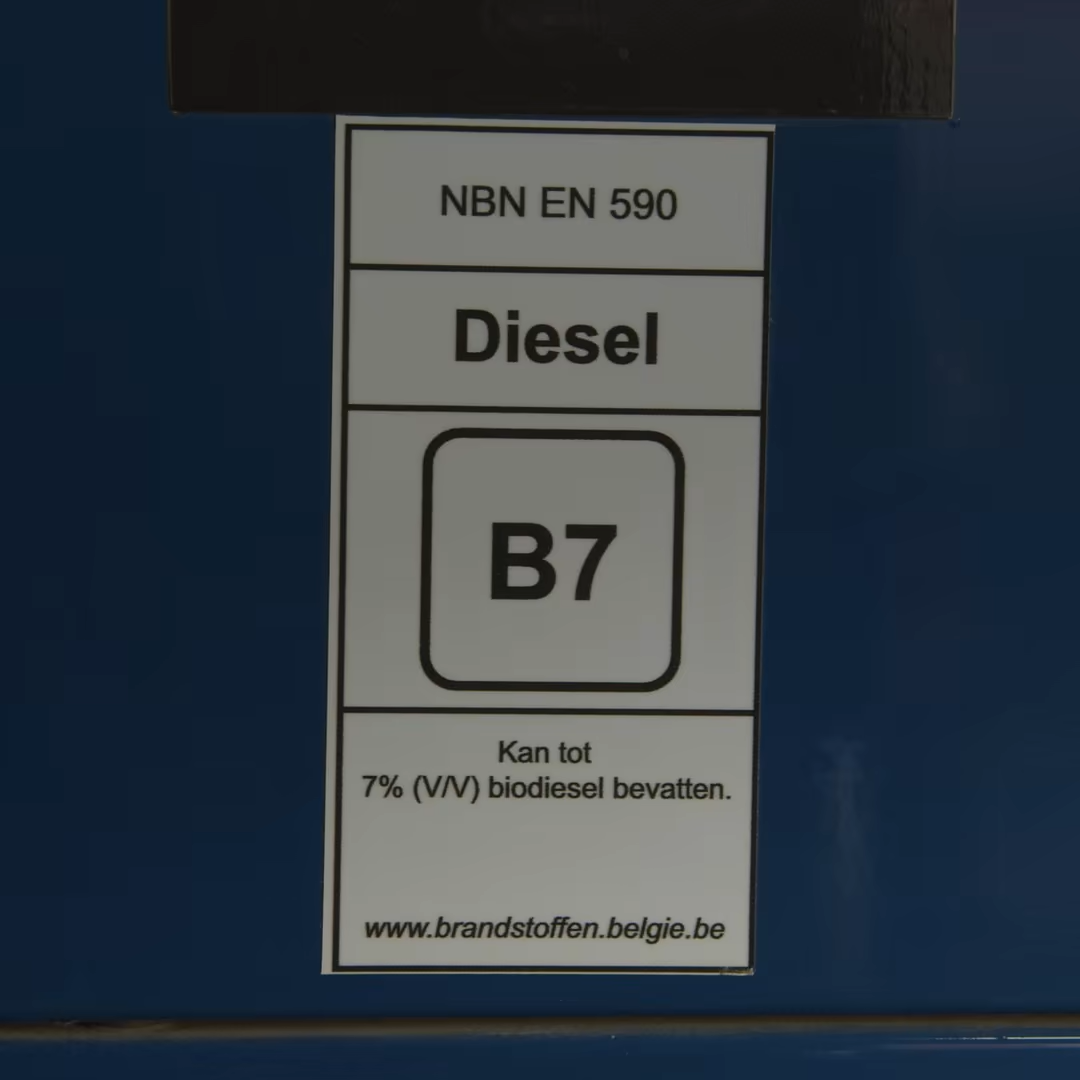 NBN EN 590
Diesel
B7
Kan tot
7% (V/V) biodiesel bevatten.
www.brandstoffen.belgie.be